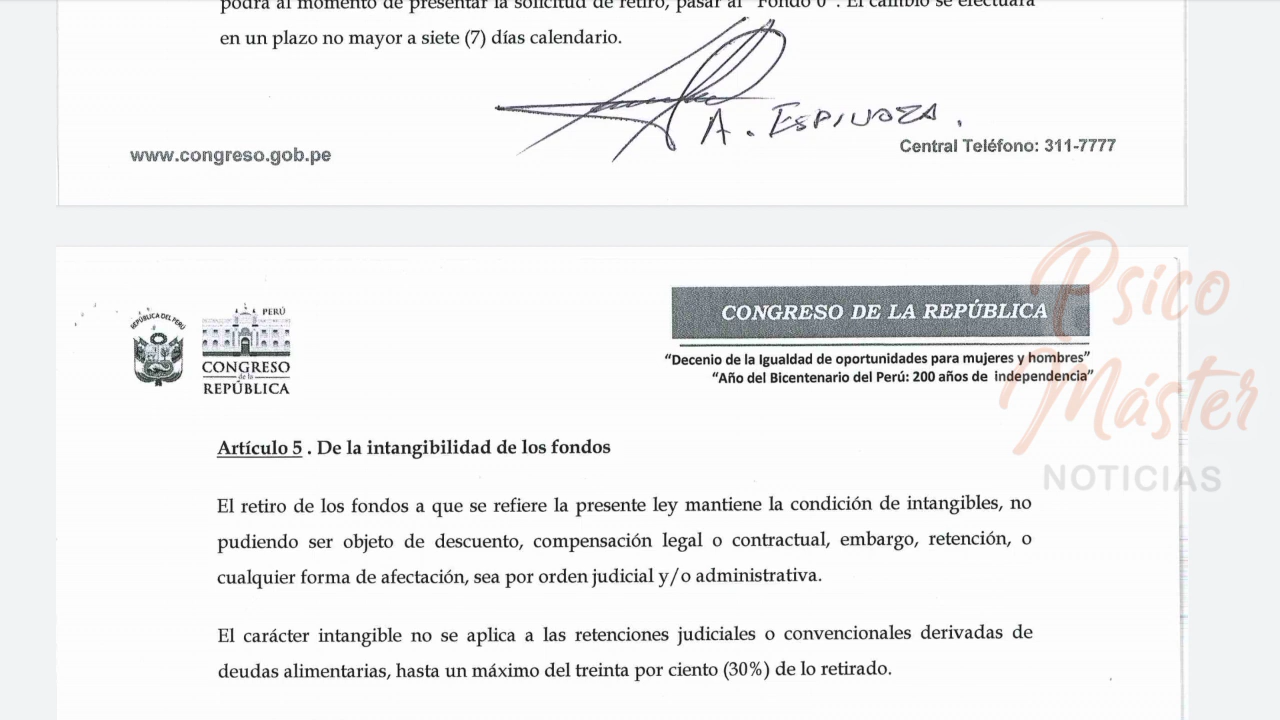 podrá al momento de presentar la solicitud de retiro, pasar al "Fondo 0". El cambio se efectuará
en un plazo no mayor a siete (7) días calendario.
A. ESPINOZA.
www.congreso.gob.pe
Central Teléfono: 311-7777
REPÚBLICA DEL PERÚ
PERÚ
CONGRESO
de la
REPÚBLICA
CONGRESO DE LA REPÚBLICA
"Decenio de la Igualdad de oportunidades para mujeres y hombres"
"Año del Bicentenario del Perú: 200 años de independencia"
Psico
Máster
NOTICIAS
Artículo 5 . De la intangibilidad de los fondos
El retiro de los fondos a que se refiere la presente ley mantiene la condición de intangibles, no
pudiendo ser objeto de descuento, compensación legal o contractual, embargo, retención, o
cualquier forma de afectación, sea por orden judicial y/o administrativa.
El carácter intangible no se aplica a las retenciones judiciales o convencionales derivadas de
deudas alimentarias, hasta un máximo del treinta por ciento (30%) de lo retirado.